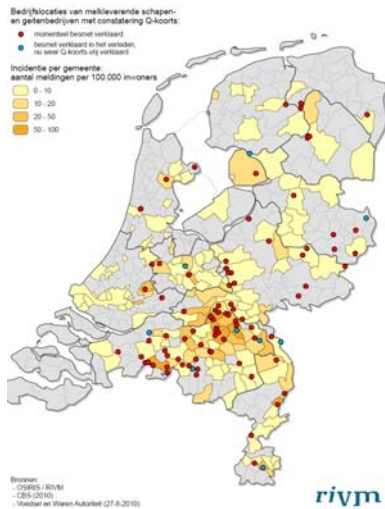 Bedrijfslocaties van melkleverende schapen-
en geitenbedrijven met constatering Q-koorts:
momenteel besmet verklaard
besmet verklaard in het verleden,
nu weer Q-koorts-vrij verklaard
Incidentie per gemeente:
aantal meldingen per 100.000 inwoners
0 - 10
10 - 20
20 - 50
50 - 100
Bronnen:
- OSIRIS / RIVM
- CBS (2010)
- Voedsel en Waren Autoriteit (27-8-2010)
rivm